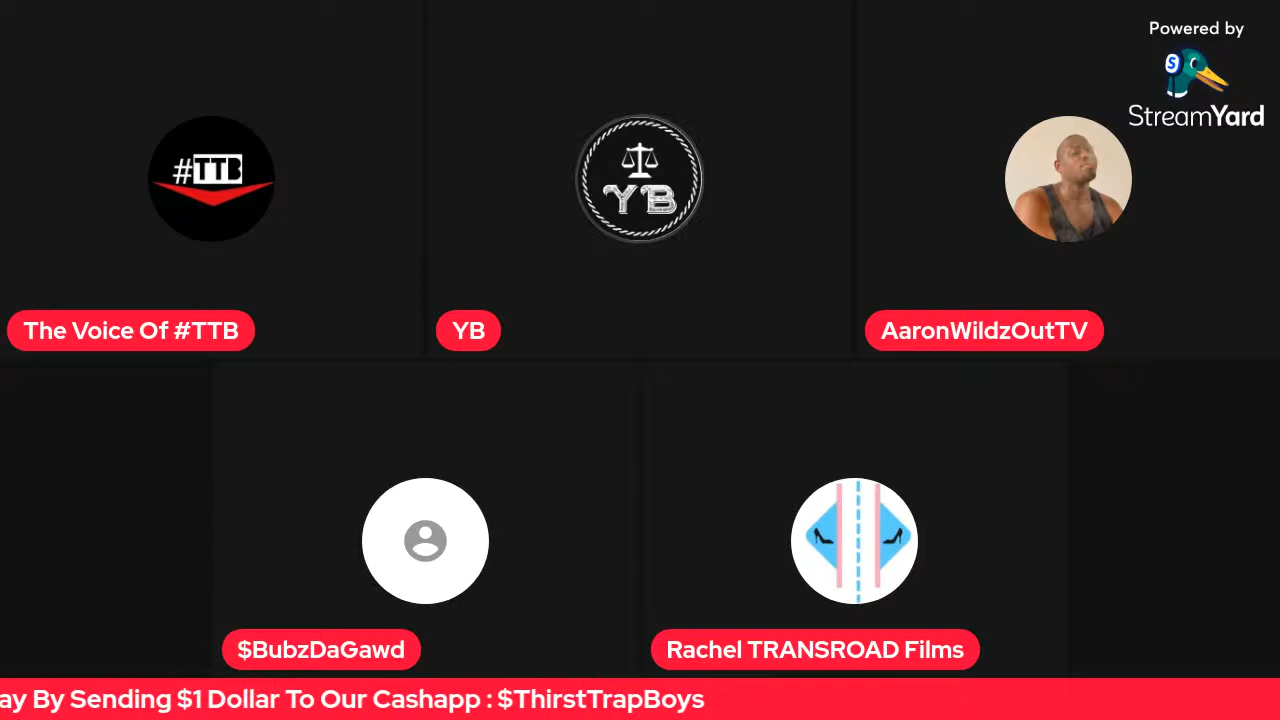 Powered by
S
StreamYard
#TTB
YB
The Voice Of #TTB
YB
AaronWildzOutTV
$BubzDaGawd
Rachel TRANSROAD Films
ay By Sending $1 Dollar To Our Cashapp : $ThirstTrapBoys